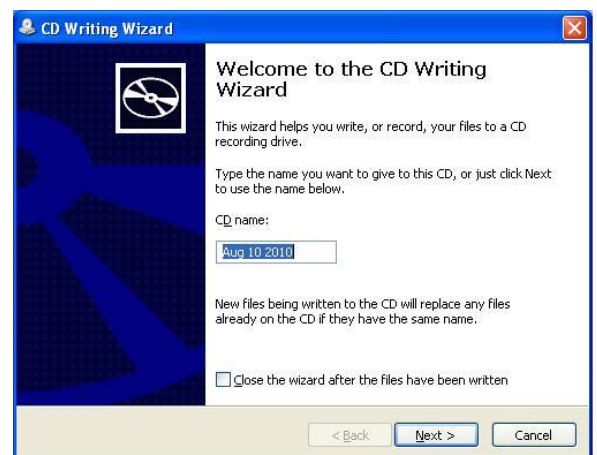 CD Writing Wizard
Welcome to the CD Writing
Wizard
This wizard helps you write, or record, your files to a CD
recording drive.
Type the name you want to give to this CD, or just click Next
to use the name below.
CD name:
Aug 10 2010
New files being written to the CD will replace any files
already on the CD if they have the same name.
Close the wizard after the files have been written
< Back Next > Cancel